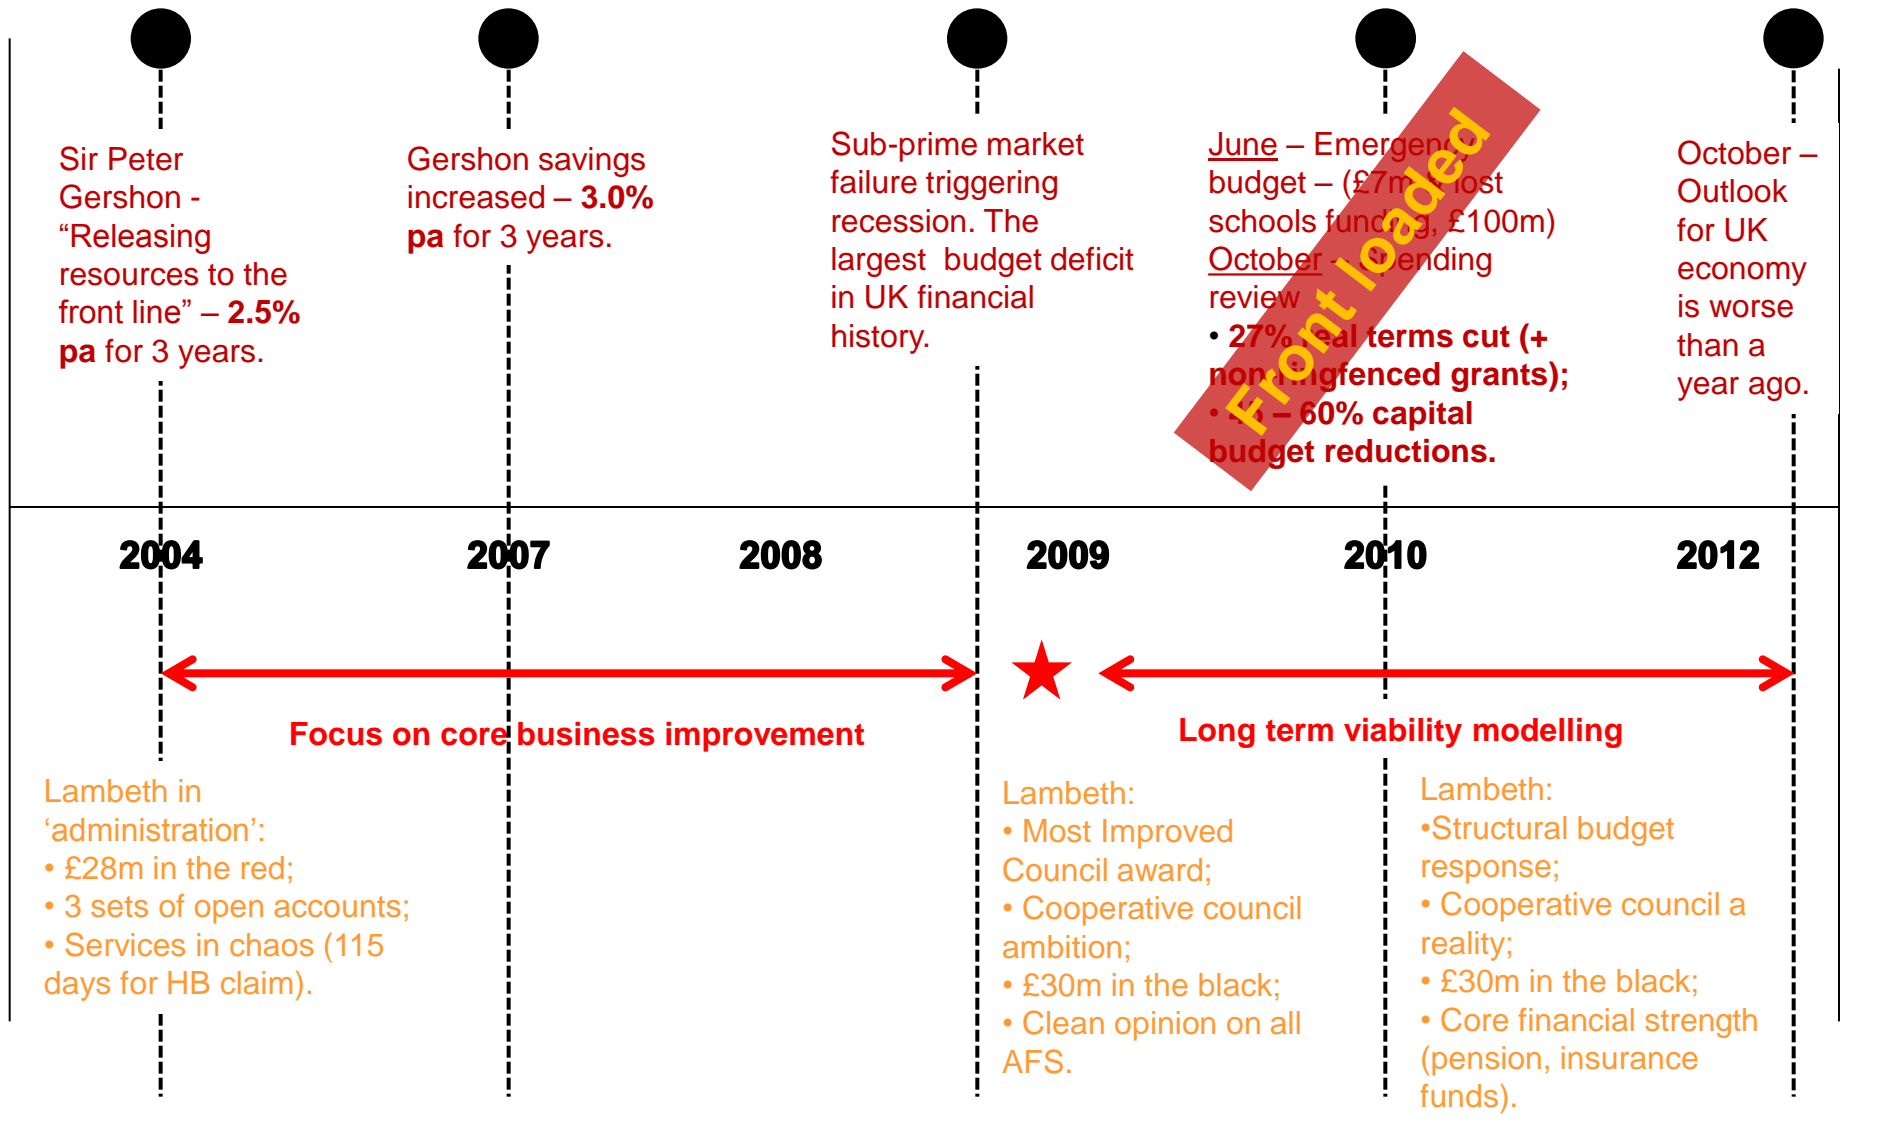 Sir Peter
Gershon -
“Releasing
resources to the
front line” – 2.5%
pa for 3 years.
Gershon savings
increased – 3.0%
pa for 3 years.
Sub-prime market
failure triggering
recession. The
largest budget deficit
in UK financial
history.
June – Emergency
budget – (£7m & lost
schools funding, £100m)
October – Spending
review
• 27% real terms cut (+
non-ringfenced grants);
• 45 – 60% capital
budget reductions.
Front loaded
October –
Outlook
for UK
economy
is worse
than a
year ago.
2004
2007
2008
2009
2010
2012
Focus on core business improvement
Long term viability modelling
Lambeth in
‘administration’:
• £28m in the red;
• 3 sets of open accounts;
• Services in chaos (115
days for HB claim).
Lambeth:
• Most Improved
Council award;
• Cooperative council
ambition;
• £30m in the black;
• Clean opinion on all
AFS.
Lambeth:
•Structural budget
response;
• Cooperative council a
reality;
• £30m in the black;
• Core financial strength
(pension, insurance
funds).